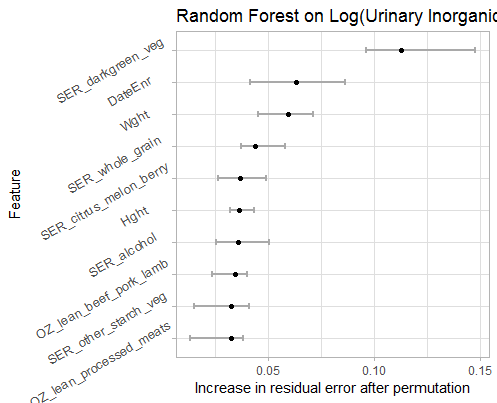 Random Forest on Log(Urinary Inorganic
SER_darkgreen_veg
DateEnr
Wght
SER_whole_grain
SER_citrus_melon_berry
Hght
SER_alcohol
OZ_lean_beef_pork_lamb
SER_other_starch_veg
OZ_lean_processed_meats
Feature
0.05 0.10 0.15
Increase in residual error after permutation